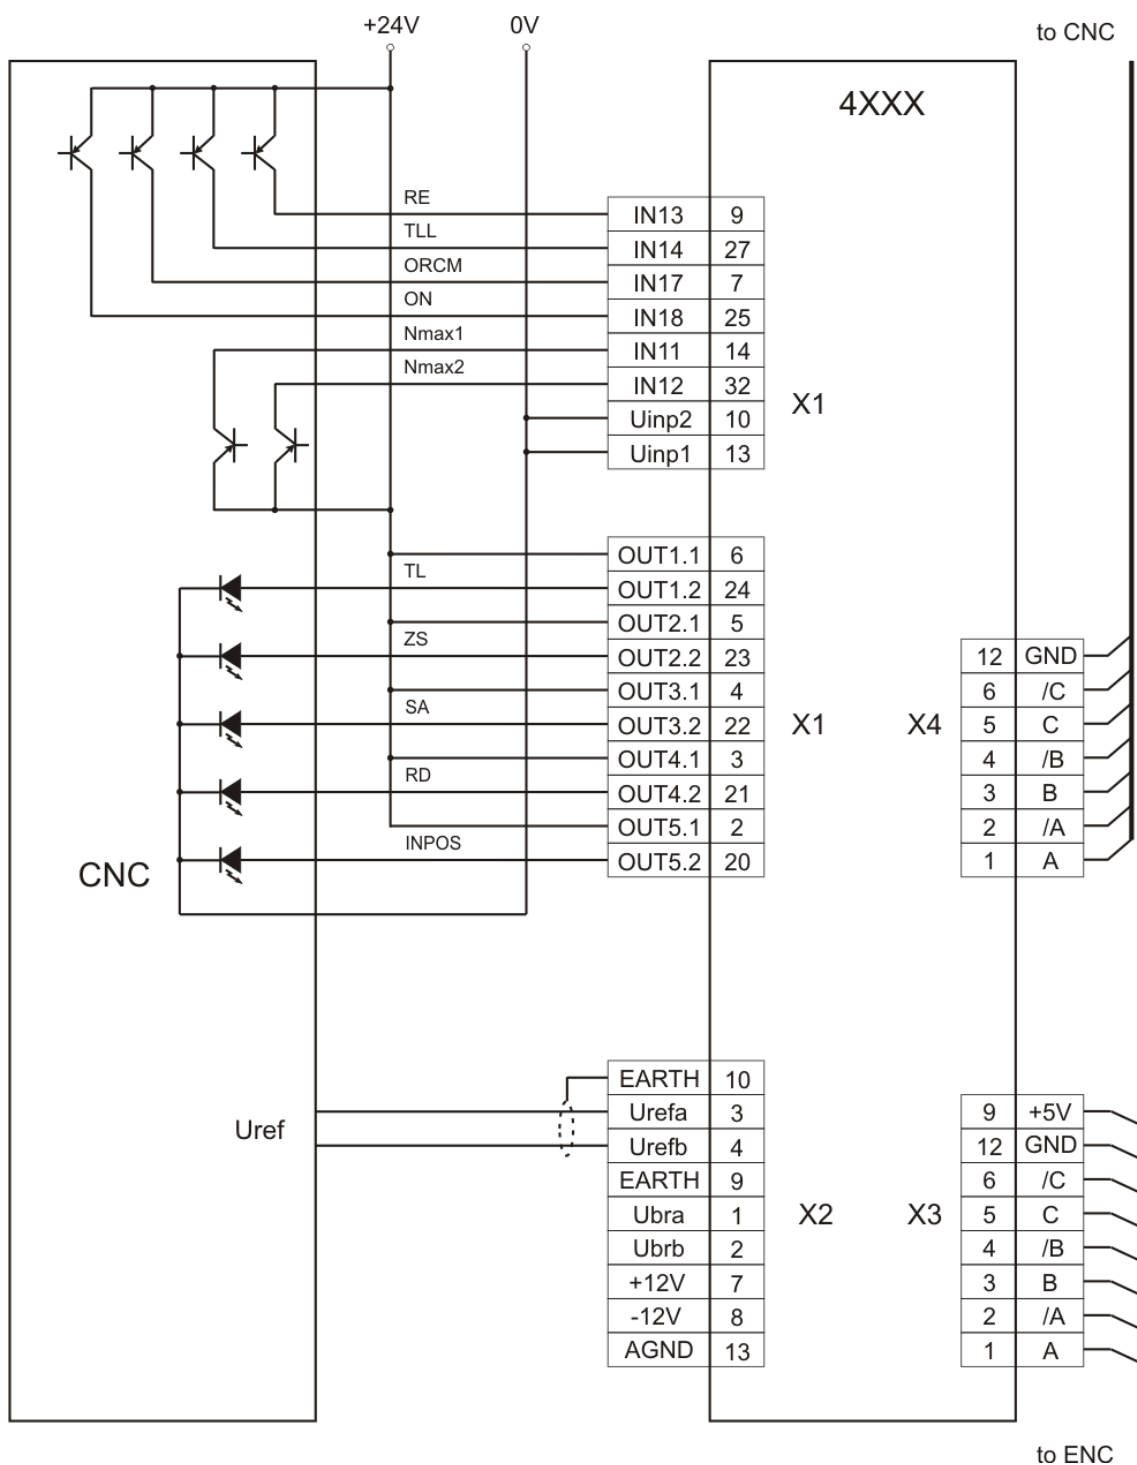 +24V
0V
to CNC
4XXX
RE
IN13 9
TLL
IN14 27
ORCM
IN17 7
ON
IN18 25
Nmax1
IN11 14
Nmax2
IN12 32
X1
Uinp2 10
Uinp1 13
OUT1.1 6
TL
OUT1.2 24
OUT2.1 5
ZS
OUT2.2 23
OUT3.1 4
SA
OUT3.2 22
X1
OUT4.1 3
RD
OUT4.2 21
OUT5.1 2
INPOS
OUT5.2 20
CNC
X4
12 GND
6 /C
5 C
4 /B
3 B
2 /A
1 A
Uref
EARTH 10
Urefa 3
Urefb 4
EARTH 9
Ubra 1
Ubrb 2
+12V 7
-12V 8
AGND 13
X2
X3
9 +5V
12 GND
6 /C
5 C
4 /B
3 B
2 /A
1 A
to ENC